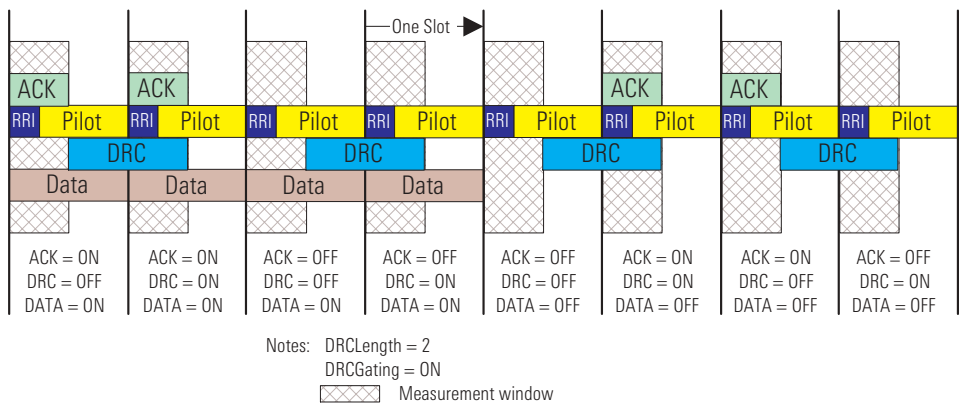 One Slot
ACK ACK ACK ACK
RRI Pilot RRI Pilot RRI Pilot RRI Pilot RRI Pilot RRI Pilot RRI Pilot RRI Pilot
DRC DRC DRC DRC
Data Data Data Data
ACK = ON ACK = ON ACK = OFF ACK = OFF ACK = OFF ACK = ON ACK = ON ACK = OFF
DRC = OFF DRC = ON DRC = OFF DRC = ON DRC = OFF DRC = ON DRC = OFF DRC = ON
DATA = ON DATA = ON DATA = ON DATA = ON DATA = OFF DATA = OFF DATA = OFF DATA = OFF
Notes: DRCLength = 2
DRCGating = ON
Measurement window